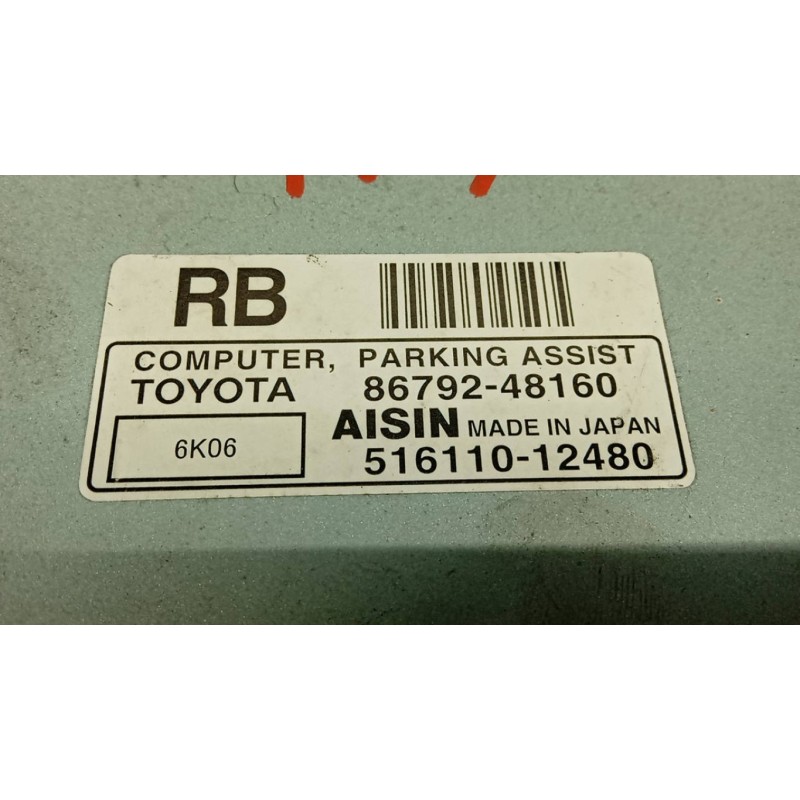 RB
COMPUTER, PARKING ASSIST
TOYOTA 86792-48160
6K06
AISIN MADE IN JAPAN
516110-12480